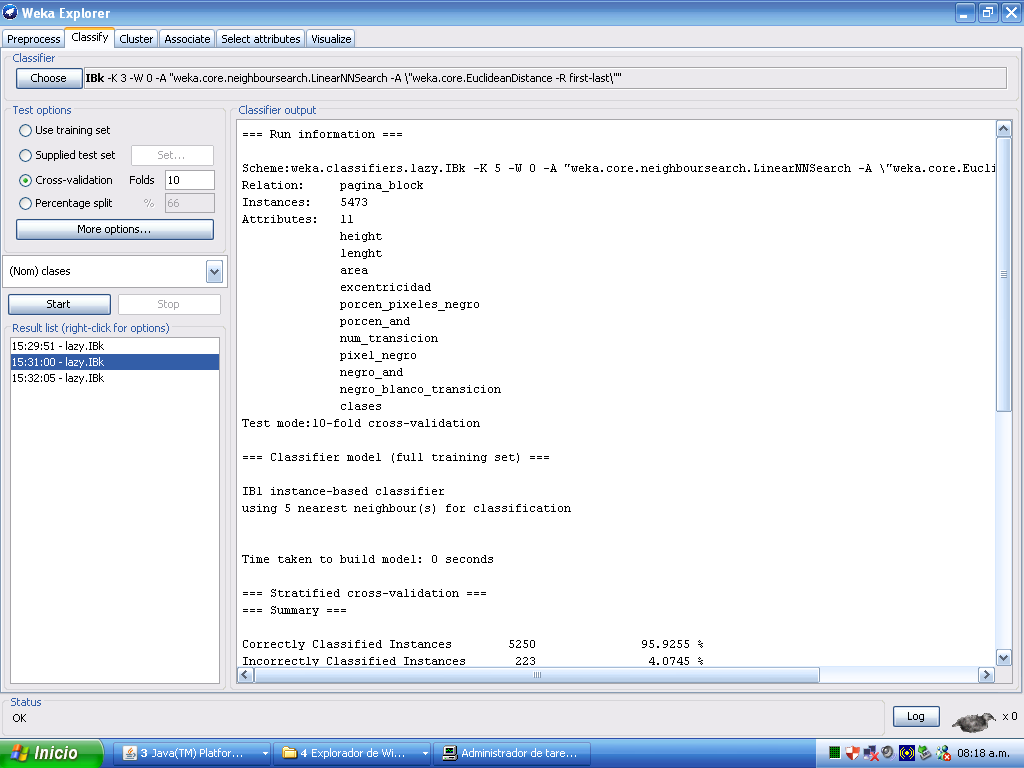 Weka Explorer
Preprocess Classify Cluster Associate Select attributes Visualize
Classifier
Choose IBk -K 3 -W 0 -A "weka.core.neighboursearch.LinearNNSearch -A \"weka.core.EuclideanDistance -R first-last\""
Test options
Use training set
Supplied test set Set...
Cross-validation Folds 10
Percentage split % 66
More options...
(Nom) clases
Start Stop
Result list (right-click for options)
15:29:51 - lazy.IBk
15:31:00 - lazy.IBk
15:32:05 - lazy.IBk
Classifier output
=== Run information ===
Scheme:weka.classifiers.lazy.IBk -K 5 -W 0 -A "weka.core.neighboursearch.LinearNNSearch -A \"weka.core.Eucli
Relation: pagina_block
Instances: 5473
Attributes: 11
height
lenght
area
excentricidad
porcen_pixeles_negro
porcen_and
num_transicion
pixel_negro
negro_and
negro_blanco_transicion
clases
Test mode:10-fold cross-validation
=== Classifier model (full training set) ===
IB1 instance-based classifier
using 5 nearest neighbour(s) for classification
Time taken to build model: 0 seconds
=== Stratified cross-validation ===
=== Summary ===
Correctly Classified Instances 5250 95.9255 %
Incorrectly Classified Instances 223 4.0745 %
Status
OK
Log x 0
Inicio 3 Java(TM) Platfor... 4 Explorador de Wi... Administrador de tare... 08:18 a.m.